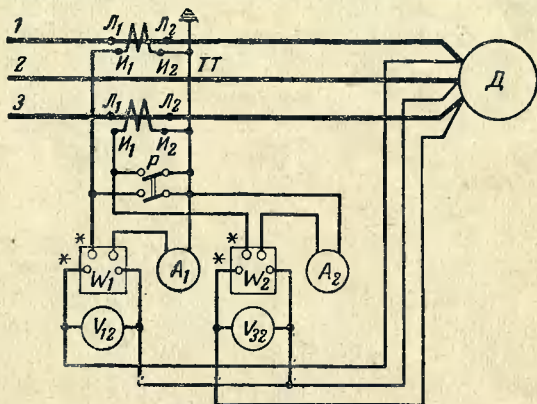 1 Л₁ Л₂
И₁ И₂ ТТ
2
Д
3 Л₁ Л₂
И₁ И₂
Р
* *
* W₁ A₁ * W₂ A₂
V₁₂ V₃₂